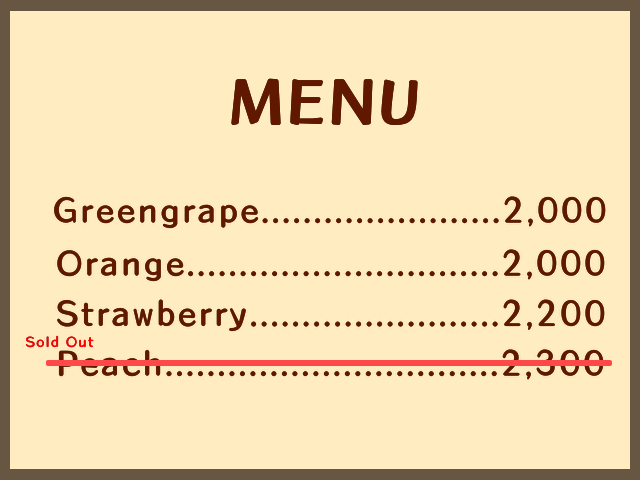 MENU
Greengrape.......................2,000
Orange..............................2,000
Strawberry........................2,200
Sold Out
Peach................................2,300